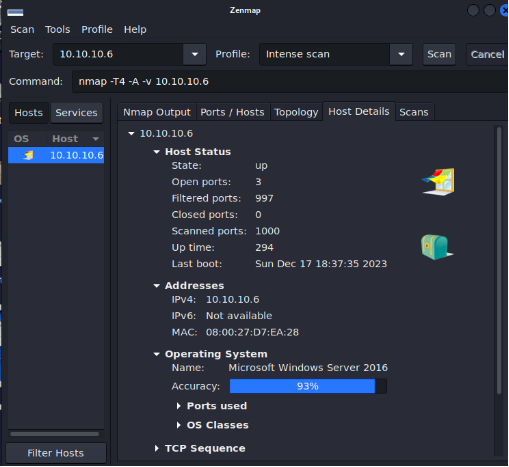 Zenmap
Scan Tools Profile Help
Target: 10.10.10.6 Profile: Intense scan Scan Cancel
Command: nmap -T4 -A -v 10.10.10.6
Hosts Services Nmap Output Ports / Hosts Topology Host Details Scans
OS Host
10.10.10.6
10.10.10.6
Host Status
State: up
Open ports: 3
Filtered ports: 997
Closed ports: 0
Scanned ports: 1000
Up time: 294
Last boot: Sun Dec 17 18:37:35 2023
Addresses
IPv4: 10.10.10.6
IPv6: Not available
MAC: 08:00:27:D7:EA:28
Operating System
Name: Microsoft Windows Server 2016
Accuracy: 93%
Ports used
OS Classes
TCP Sequence
Filter Hosts